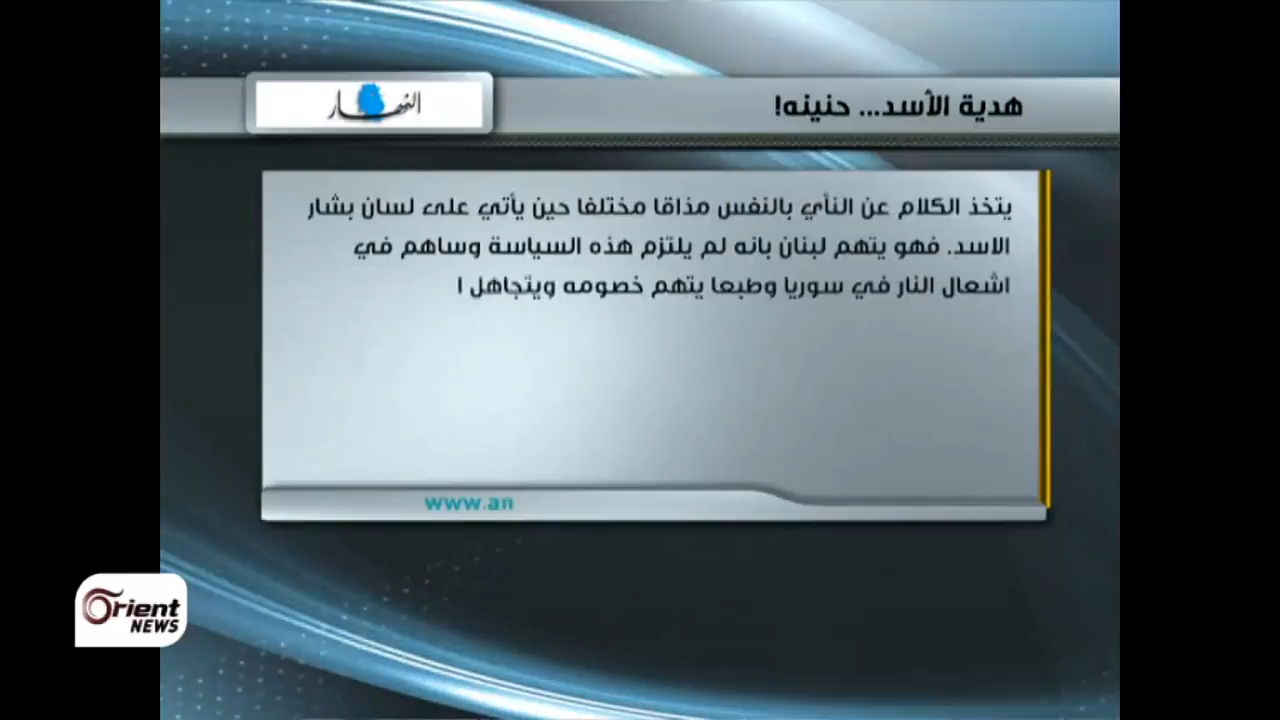 هدية الأسد... حنينه!
النهار
يتخذ الكلام عن النأي بالنفس مذاقا مختلفا حين يأتي على لسان بشار
الاسد. فهو يتهم لبنان بانه لم يلتزم هذه السياسة وساهم في
اشعال النار في سوريا وطبعا يتهم خصومه ويتجاهل ا
www.an
Orient
NEWS